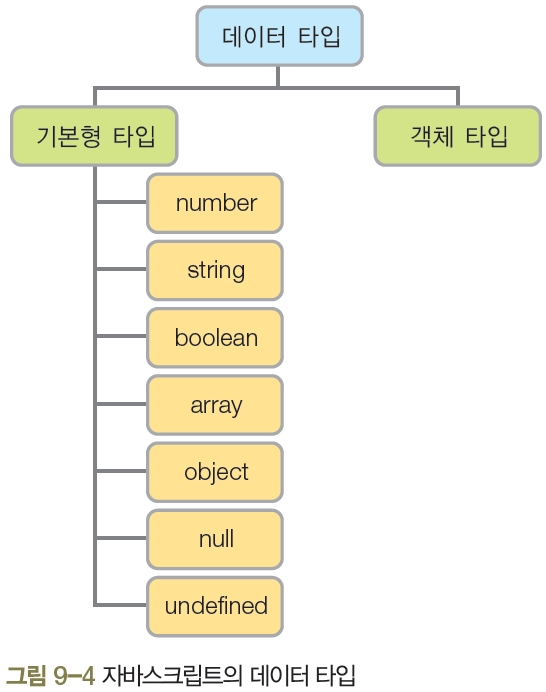 데이터 타입
기본형 타입
객체 타입
number
string
boolean
array
object
null
undefined
그림 9-4 자바스크립트의 데이터 타입